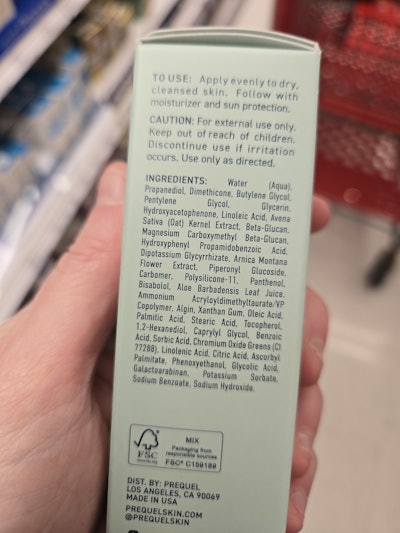 TO USE: Apply evenly to dry,
cleansed skin. Follow with
moisturizer and sun protection.
CAUTION: For external use only.
Keep out of reach of children.
Discontinue use if irritation
occurs. Use only as directed.
INGREDIENTS: Water (Aqua),
Propanediol, Dimethicone, Butylene Glycol,
Pentylene Glycol, Glycerin,
Hydroxyacetophenone, Linoleic Acid, Avena
Sativa (Oat) Kernel Extract, Beta-Glucan,
Magnesium Carboxymethyl Beta-Glucan,
Hydroxyphenyl Propamidobenzoic Acid,
Dipotassium Glycyrrhizate, Arnica Montana
Flower Extract, Piperonyl Glucoside,
Carbomer, Polysilicone-11, Panthenol,
Bisabolol, Aloe Barbadensis Leaf Juice,
Ammonium Acryloyldimethyltaurate/VP
Copolymer, Algin, Xanthan Gum, Oleic Acid,
Palmitic Acid, Stearic Acid, Tocopherol,
1,2-Hexanediol, Caprylyl Glycol, Benzoic
Acid, Sorbic Acid, Chromium Oxide Greens (CI
77288), Linolenic Acid, Citric Acid, Ascorbyl
Palmitate, Phenoxyethanol, Glycolic Acid,
Galactoarabinan, Potassium Sorbate,
Sodium Benzoate, Sodium Hydroxide.
FSC
MIX
Packaging from
responsible sources
FSC® C159189
DIST. BY: PREQUEL
LOS ANGELES, CA 90069
MADE IN USA
PREQUELSKIN.COM
@PREQUELSKIN